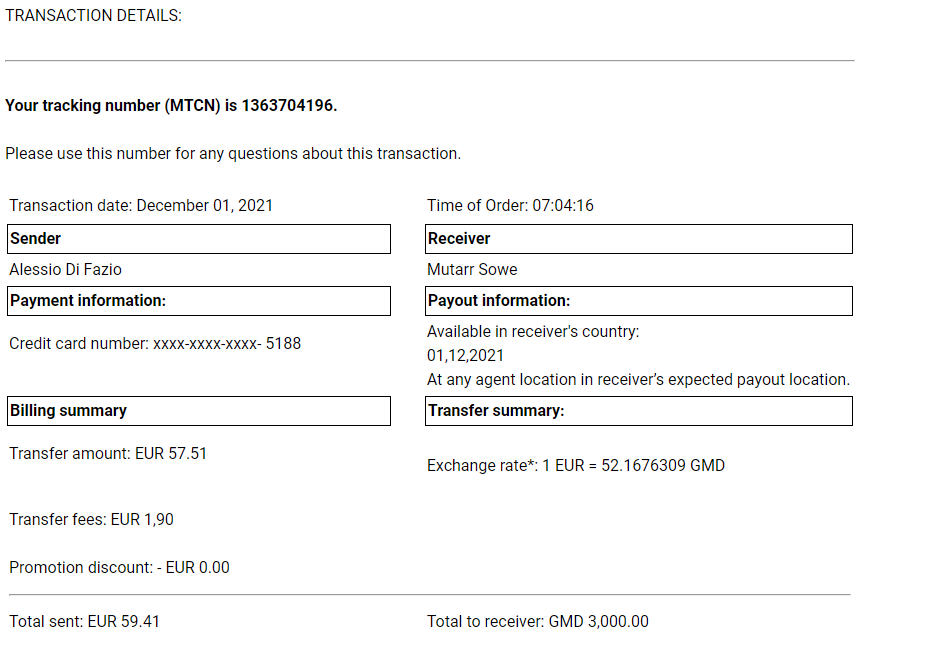 TRANSACTION DETAILS:
Your tracking number (MTCN) is 1363704196.
Please use this number for any questions about this transaction.
Transaction date: December 01, 2021
Time of Order: 07:04:16
Sender
Receiver
Alessio Di Fazio
Mutarr Sowe
Payment information:
Payout information:
Credit card number: xxxx-xxxx-xxxx- 5188
Available in receiver's country:
01,12,2021
At any agent location in receiver’s expected payout location.
Billing summary
Transfer summary:
Transfer amount: EUR 57.51
Exchange rate*: 1 EUR = 52.1676309 GMD
Transfer fees: EUR 1,90
Promotion discount: - EUR 0.00
Total sent: EUR 59.41
Total to receiver: GMD 3,000.00